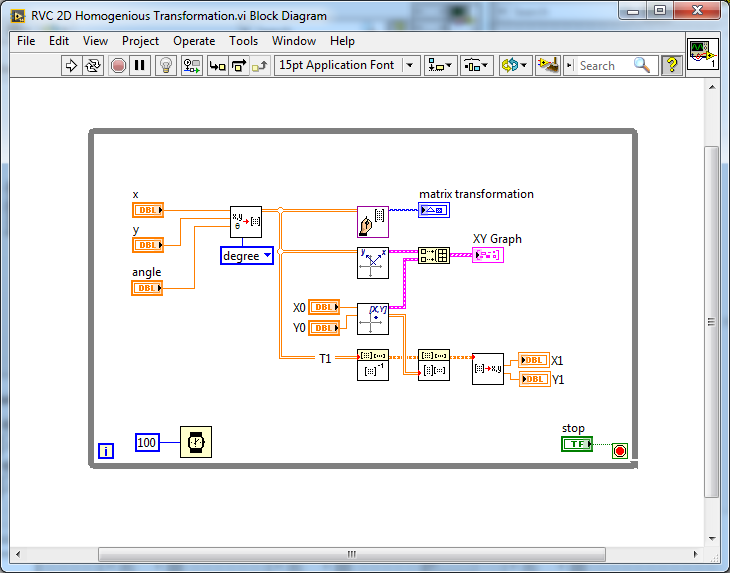 RVC 2D Homogenious Transformation.vi Block Diagram
File Edit View Project Operate Tools Window Help
15pt Application Font
Search
?
1
x
DBL
y
DBL
angle
DBL
x,y
θ
degree
matrix transformation
y x
XY Graph
X0 DBL
Y0 DBL
[X,Y]
T1
-1
x,y
DBL X1
DBL Y1
i
100
stop
TF